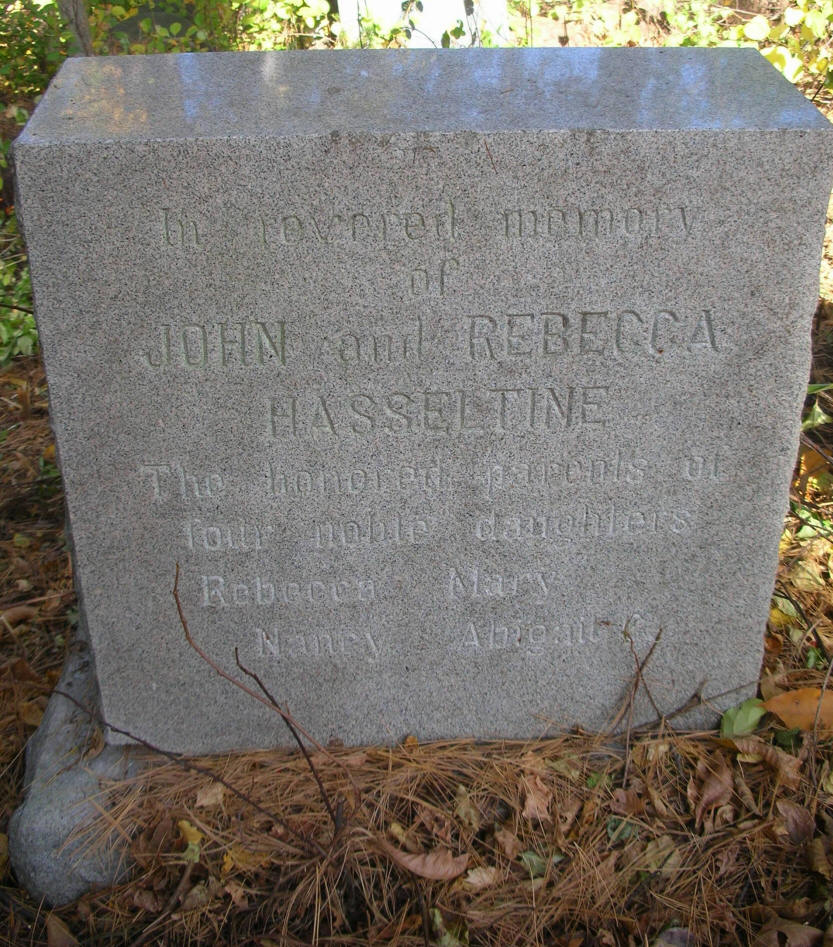 In revered memory
of
JOHN and REBECCA
HASSELTINE
The honored parents of
four noble daughters
Rebecca Mary
Nancy Abigail C.